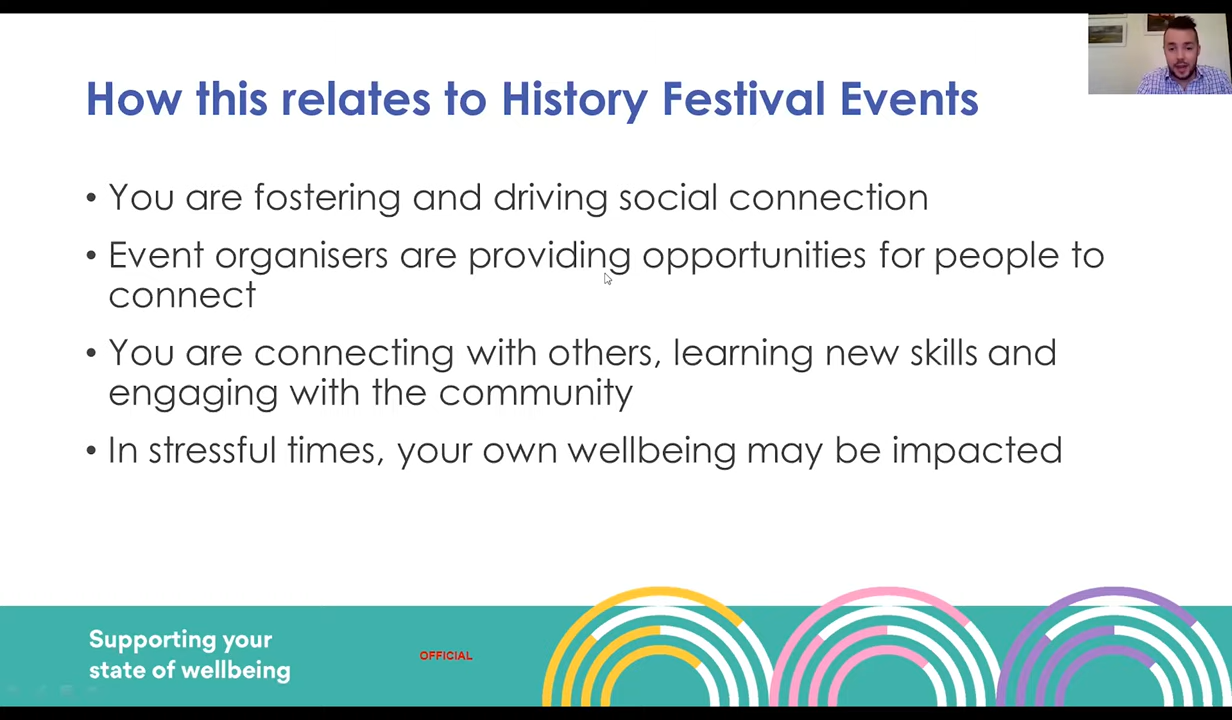 How this relates to History Festival Events
• You are fostering and driving social connection
• Event organisers are providing opportunities for people to
connect
• You are connecting with others, learning new skills and
engaging with the community
• In stressful times, your own wellbeing may be impacted
Supporting your
state of wellbeing
OFFICIAL